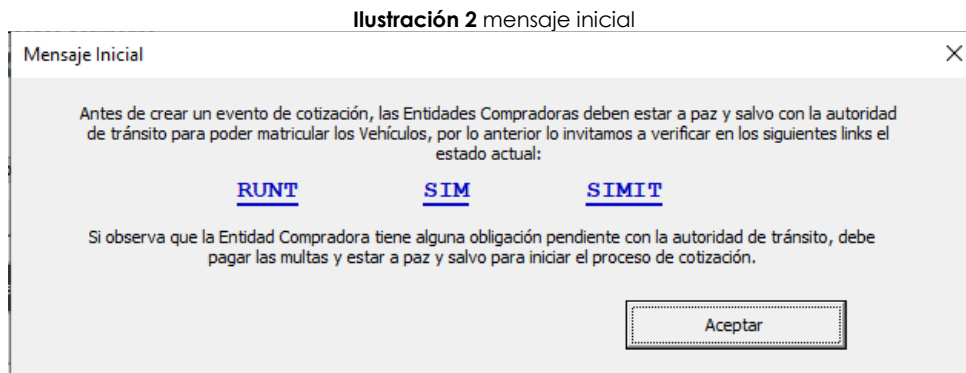 Ilustración 2 mensaje inicial
Mensaje Inicial
Antes de crear un evento de cotización, las Entidades Compradoras deben estar a paz y salvo con la autoridad
de tránsito para poder matricular los Vehículos, por lo anterior lo invitamos a verificar en los siguientes links el
estado actual:
RUNT SIM SIMIT
Si observa que la Entidad Compradora tiene alguna obligación pendiente con la autoridad de tránsito, debe
pagar las multas y estar a paz y salvo para iniciar el proceso de cotización.
Aceptar